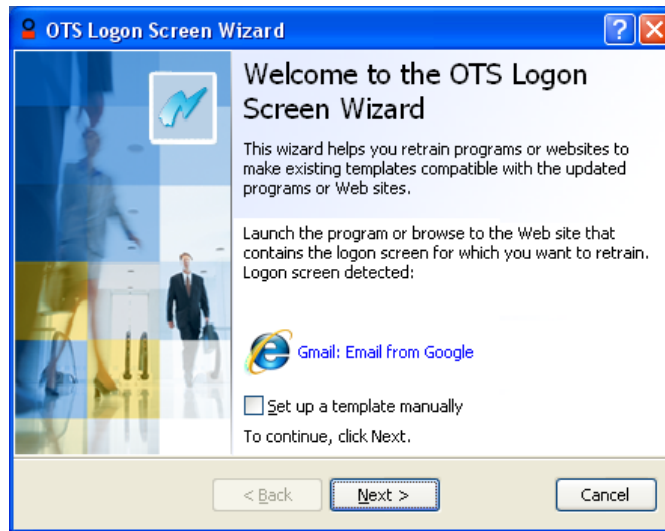 OTS Logon Screen Wizard
Welcome to the OTS Logon
Screen Wizard
This wizard helps you retrain programs or websites to
make existing templates compatible with the updated
programs or Web sites.
Launch the program or browse to the Web site that
contains the logon screen for which you want to retrain.
Logon screen detected:
Gmail: Email from Google
Set up a template manually
To continue, click Next.
< Back
Next >
Cancel